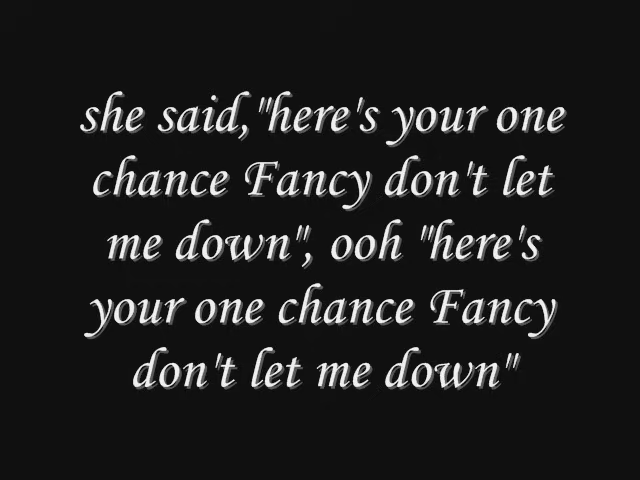 she said,"here's your one
chance Fancy don't let
me down", ooh "here's
your one chance Fancy
don't let me down"